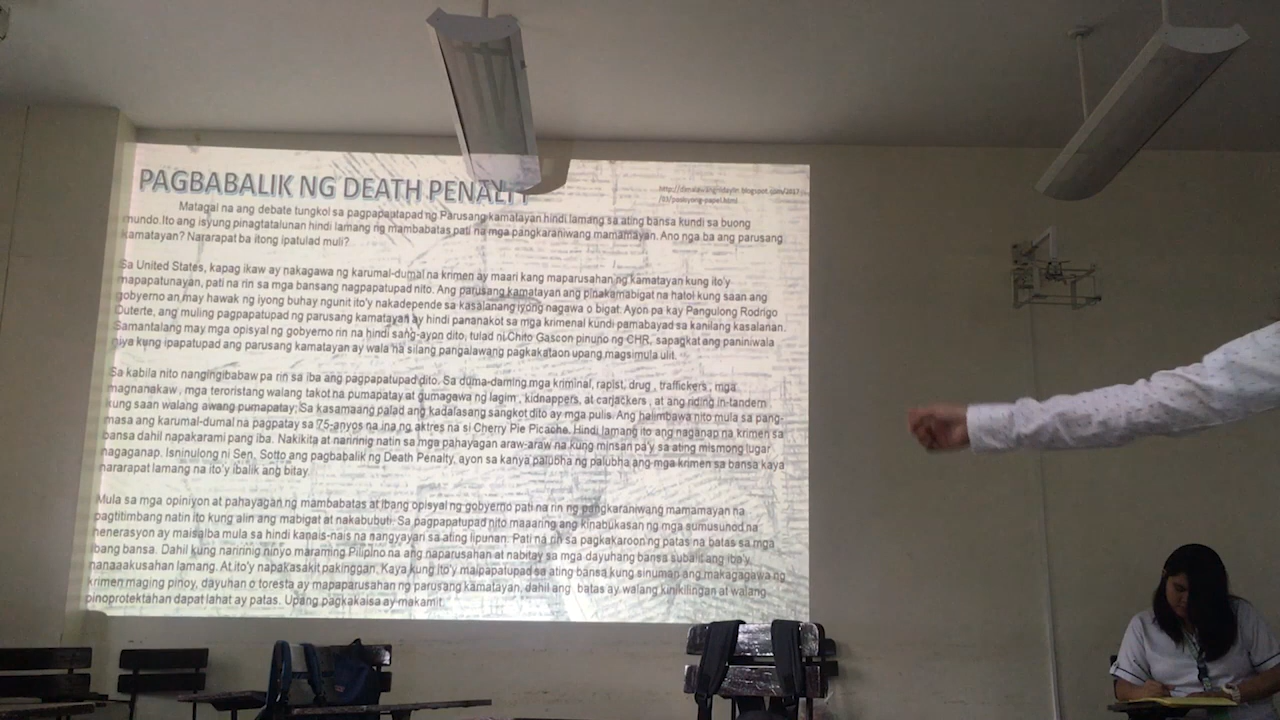 PAGBABALIK NG DEATH PENALTY
http://dimalawangmdayin.blogspot.com/2017
/03/posisyong-papel.html
Matagal na ang debate tungkol sa pagpapautapad ng Parusang kamatayan hindi lamang sa ating bansa kundi sa buong
mundo.Ito ang isyung pinagtatalunan hindi lamang ng mambabatas pati na mga pangkaraniwang mamamayan. Ano nga ba ang parusang
kamatayan? Nararapat ba itong ipatulad muli?
Sa United States, kapag ikaw ay nakagawa ng karumal-dumal na krimen ay maari kang maparusahan ng kamatayan kung ito'y
mapapatunayan, pati na rin sa mga bansang nagpapatupad nito. Ang parusang kamatayan ang pinakamabigat na hatol kung saan ang
gobyerno an may hawak ng iyong buhay ngunit ito'y nakadepende sa kasalanang iyong nagawa o bigat. Ayon pa kay Pangulong Rodrigo
Duterte, ang muling pagpapatupad ng parusang kamatayan ay hindi pananakot sa mga krimenal kundi pamabayad sa kanilang kasalanan.
Samantalang may mga opisyal ng gobyerno rin na hindi sang-ayon dito, tulad ni Chito Gascon pinuno ng CHR, sapagkat ang paniniwala
niya kung ipapatupad ang parusang kamatayan ay wala na silang pangalawang pagkakataon upang magsimula ulit.
Sa kabila nito nangingibabaw pa rin sa iba ang pagpapatupad dito. Sa duma-daming mga kriminal, rapist, drug , traffickers , mga
magnanakaw , mga teroristang walang takot na pumapatay at gumagawa ng lagim , kidnappers, at carjackers , at ang riding in-tandem
kung saan walang awang pumapatay; Sa kasamaang palad ang kadalasang sangkot dito ay mga pulis. Ang halimbawa nito mula sa pang-
masa ang karumal-dumal na pagpatay sa 75-anyos na ina ng aktres na si Cherry Pie Picache. Hindi lamang ito ang naganap na krimen sa
bansa dahil napakarami pang iba. Nakikita at naririnig natin sa mga pahayagan araw-araw na kung minsan pa'y sa ating mismong lugar
nagaganap. Isninulong ni Sen. Sotto ang pagbabalik ng Death Penalty, ayon sa kanya palubha ng palubha ang mga krimen sa bansa kaya
nararapat lamang na ito'y ibalik ang bitay.
Mula sa mga opiniyon at pahayagan ng mambabatas at ibang opisyal ng gobyerno pati na rin ng pangkaraniwang mamamayan na
pagtitimbang natin ito kung alin ang mabigat at nakabubuti. Sa pagpapatupad nito maaaring ang kinabukasan ng mga sumusunod na
henerasyon ay maisalba mula sa hindi kanais-nais na nangyayari sa ating lipunan. Pati na rin sa pagkakaroon ng patas na batas sa mga
ibang bansa. Dahil kung naririnig ninyo maraming Pilipino na ang naparusahan at nabitay sa mga dayuhang bansa subalit ang iba'y
nanaaakusahan lamang. At ito'y napakasakit pakinggan. Kaya kung ito'y maipapatupad sa ating bansa kung sinuman ang makagagawa ng
krimen maging pinoy, dayuhan o toresta ay mapaparusahan ng parusang kamatayan, dahil ang batas ay walang kinikilingan at walang
pinoprotektahan dapat lahat ay patas. Upang pagkakaisa ay makamit.